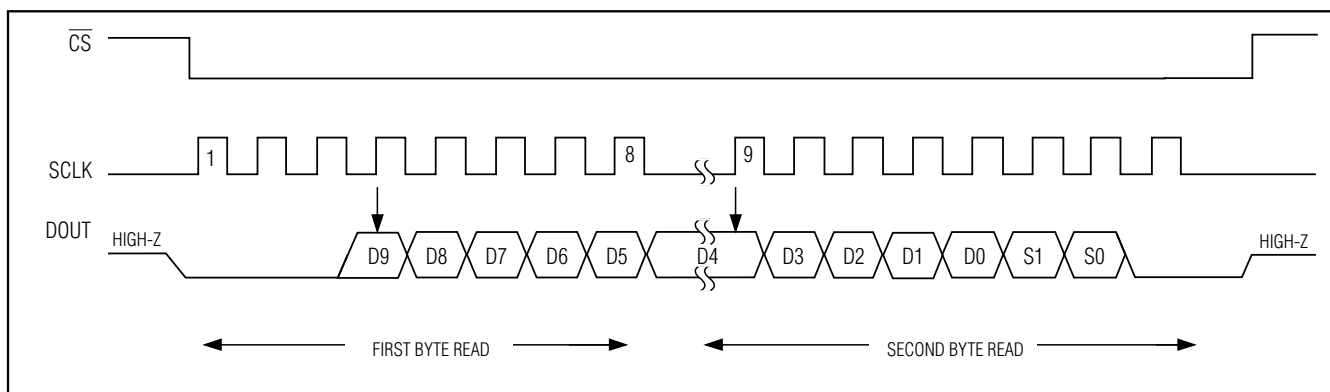 CS
1 8 9
SCLK
DOUT
HIGH-Z D9 D8 D7 D6 D5 D4 D3 D2 D1 D0 S1 S0 HIGH-Z
FIRST BYTE READ SECOND BYTE READ